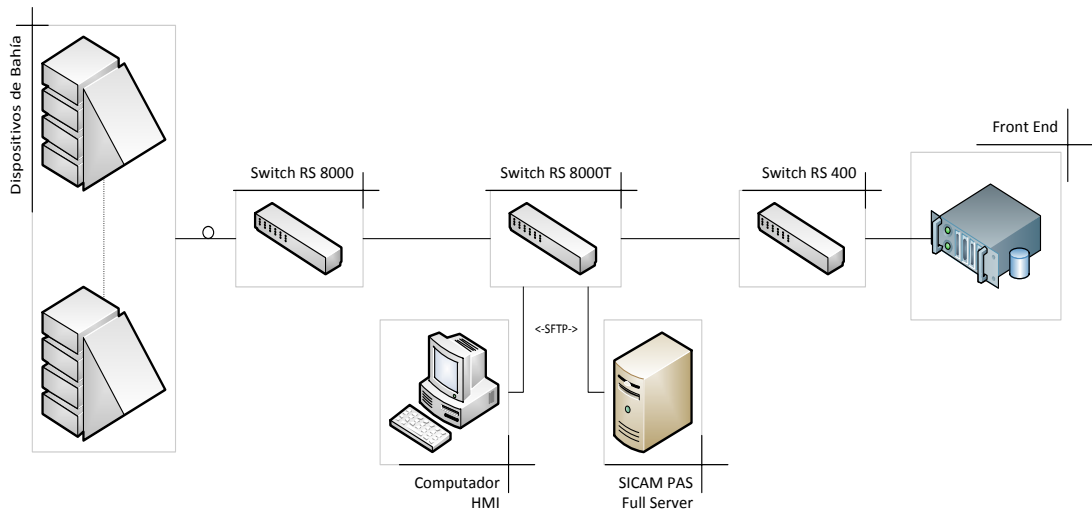 Dispositivos de Bahía
Front End
Switch RS 8000
Switch RS 8000T
Switch RS 400
<-SFTP->
Computador
HMI
SICAM PAS
Full Server